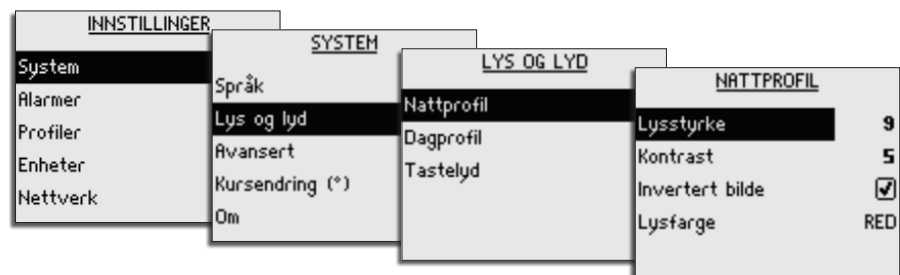 INNSTILLINGER
System
Alarmer
Profiler
Enheter
Nettverk
SYSTEM
Språk
Lys og lyd
Avansert
Kursendring (°)
Om
LYS OG LYD
Nattprofil
Dagprofil
Tastelyd
NATTPROFIL
Lysstyrke 9
Kontrast 5
Invertert bilde
Lysfarge RED